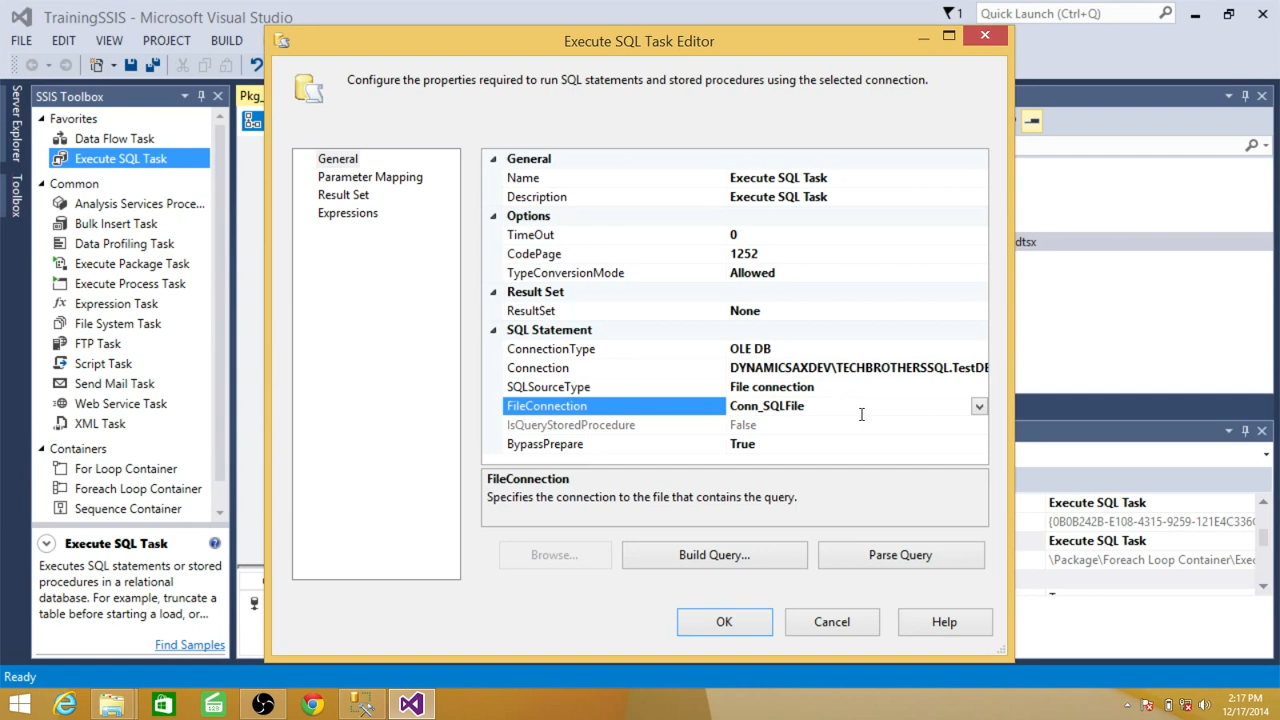 TrainingSSIS - Microsoft Visual Studio
1
Quick Launch (Ctrl+Q)
FILE EDIT VIEW PROJECT BUILD
Execute SQL Task Editor
Configure the properties required to run SQL statements and stored procedures using the selected connection.
Server Explorer
Toolbox
SSIS Toolbox
Favorites
Data Flow Task
Execute SQL Task
Common
Analysis Services Proce...
Bulk Insert Task
Data Profiling Task
Execute Package Task
Execute Process Task
Expression Task
File System Task
FTP Task
Script Task
Send Mail Task
Web Service Task
XML Task
Containers
For Loop Container
Foreach Loop Container
Sequence Container
Execute SQL Task
Executes SQL statements or stored
procedures in a relational
database. For example, truncate a
table before starting a load, or...
Find Samples
Pkg_
General
Parameter Mapping
Result Set
Expressions
General
Name Execute SQL Task
Description Execute SQL Task
Options
TimeOut 0
CodePage 1252
TypeConversionMode Allowed
Result Set
ResultSet None
SQL Statement
ConnectionType OLE DB
Connection DYNAMICSAXDEV\TECHBROTHERSSQL.TestDB
SQLSourceType File connection
FileConnection Conn_SQLFile
IsQueryStoredProcedure False
BypassPrepare True
FileConnection
Specifies the connection to the file that contains the query.
Browse... Build Query... Parse Query
OK Cancel Help
dtsx
Execute SQL Task
{0B0B242B-E108-4315-9259-121E4C336C
Execute SQL Task
\Package\Foreach Loop Container\Exec
Ready
2:17 PM
12/17/2014